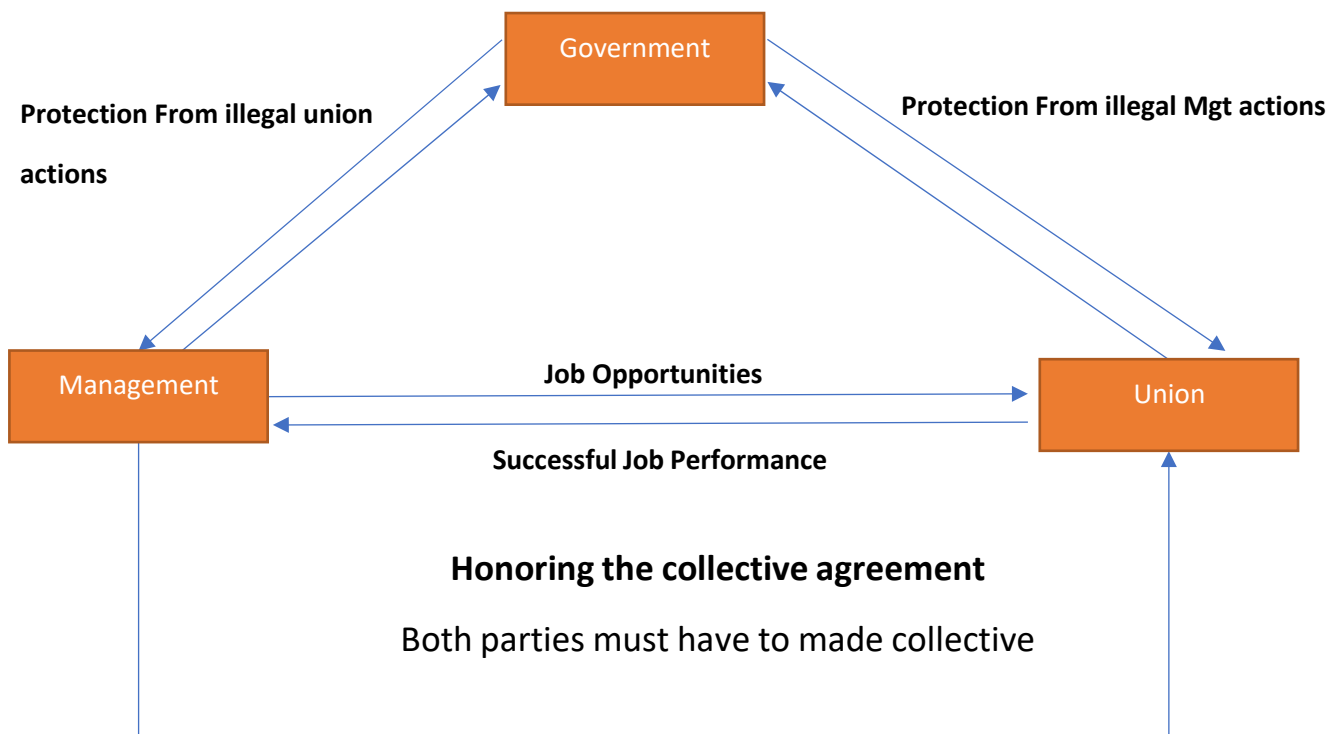 Government
Protection From illegal union
actions
Protection From illegal Mgt actions
Management
Job Opportunities
Union
Successful Job Performance
Honoring the collective agreement
Both parties must have to made collective